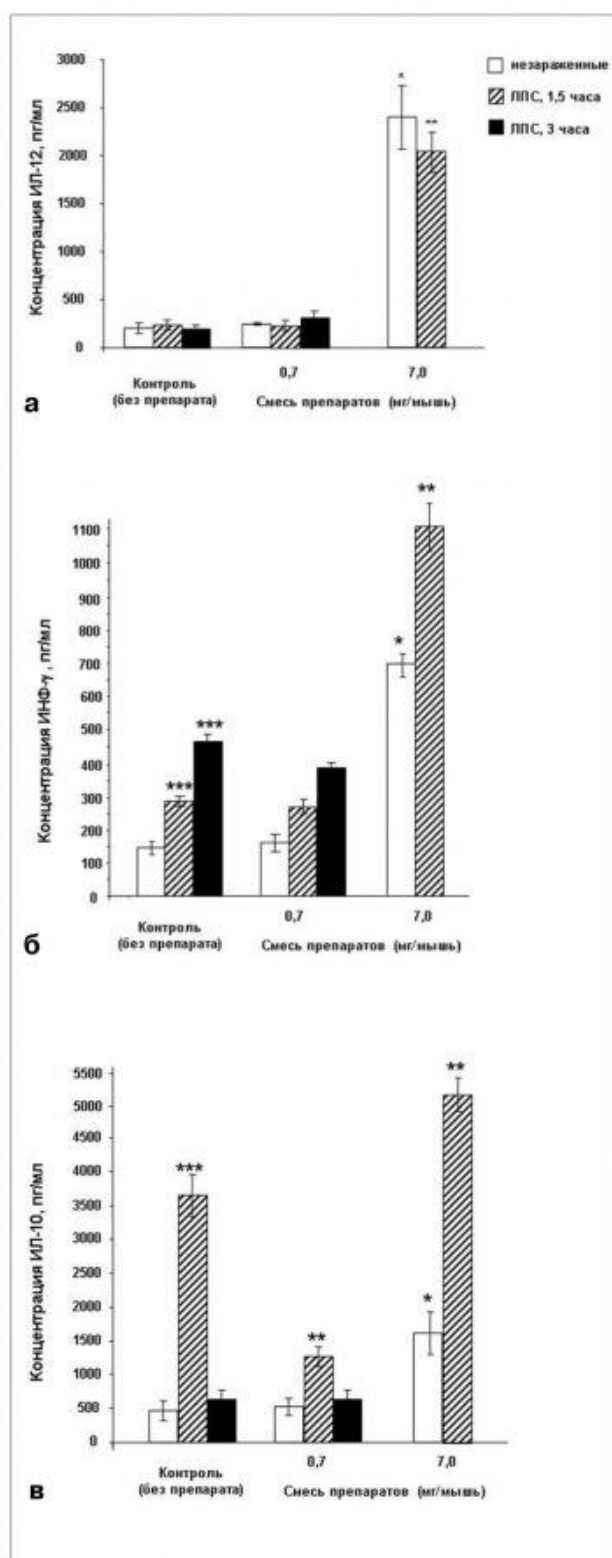 3000
незараженные
2500
ЛПС, 1,5 часа
*
**
2000
ЛПС, 3 часа
1500
1000
500
0
Концентрация ИЛ-12, пг/мл
0,7
7,0
Контроль
(без препарата)
Смесь препаратов (мг/мышь)
а
1100
**
1000
900
800
700
*
600
500
***
400
***
300
200
100
0
Концентрация ИНФ-γ, пг/мл
0,7
7,0
Контроль
(без препарата)
Смесь препаратов (мг/мышь)
б
5500
**
5000
4500
4000
***
3500
3000
2500
2000
*
1500
**
1000
500
0
Концентрация ИЛ-10, пг/мл
0,7
7,0
Контроль
(без препарата)
Смесь препаратов (мг/мышь)
в